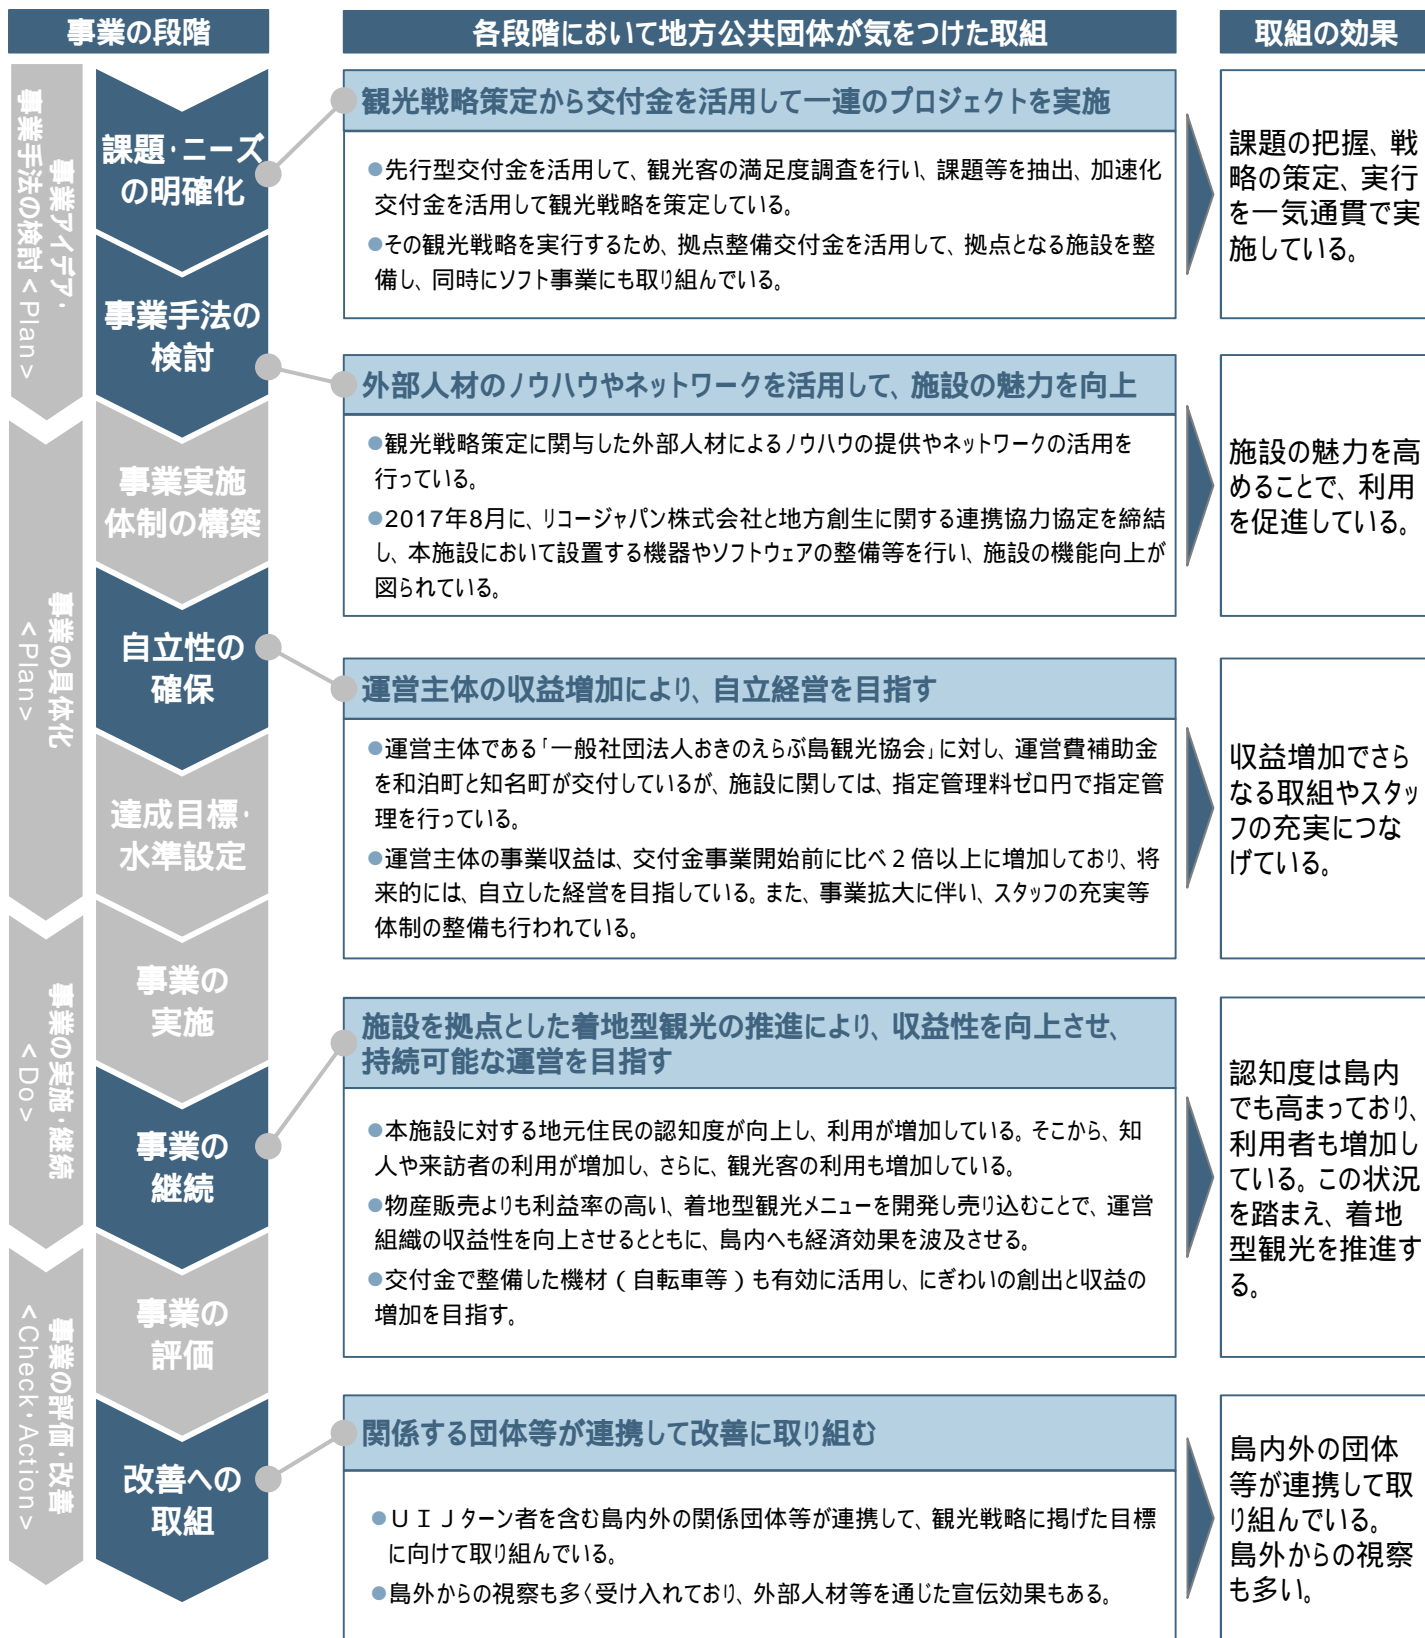 事業の段階
各段階において地方公共団体が気をつけた取組
取組の効果
事業アイデア・
事業手法の検討<Plan>
課題・ニーズ
の明確化
観光戦略策定から交付金を活用して一連のプロジェクトを実施
●先行型交付金を活用して、観光客の満足度調査を行い、課題等を抽出、加速化
交付金を活用して観光戦略を策定している。
●その観光戦略を実行するため、拠点整備交付金を活用して、拠点となる施設を整
備し、同時にソフト事業にも取り組んでいる。
課題の把握、戦
略の策定、実行
を一気通貫で実
施している。
事業手法の
検討
外部人材のノウハウやネットワークを活用して、施設の魅力を向上
●観光戦略策定に関与した外部人材によるノウハウの提供やネットワークの活用を
行っている。
●2017年8月に、リコージャパン株式会社と地方創生に関する連携協力協定を締結
し、本施設において設置する機器やソフトウェアの整備等を行い、施設の機能向上が
図られている。
施設の魅力を高
めることで、利用
を促進している。
事業の具体化
<Plan>
事業実施
体制の構築
自立性の
確保
運営主体の収益増加により、自立経営を目指す
●運営主体である「一般社団法人おきのえらぶ島観光協会」に対し、運営費補助金
を和泊町と知名町が交付しているが、施設に関しては、指定管理料ゼロ円で指定管
理を行っている。
●運営主体の事業収益は、交付金事業開始前に比べ2倍以上に増加しており、将
来的には、自立した経営を目指している。また、事業拡大に伴い、スタッフの充実等
体制の整備も行われている。
収益増加でさら
なる取組やスタッ
フの充実につな
げている。
達成目標・
水準設定
事業の実施・継続
<Do>
事業の
実施
事業の
継続
施設を拠点とした着地型観光の推進により、収益性を向上させ、
持続可能な運営を目指す
●本施設に対する地元住民の認知度が向上し、利用が増加している。そこから、知
人や来訪者の利用が増加し、さらに、観光客の利用も増加している。
●物産販売よりも利益率の高い、着地型観光メニューを開発し売り込むことで、運営
組織の収益性を向上させるとともに、島内へも経済効果を波及させる。
●交付金で整備した機材(自転車等)も有効に活用し、にぎわいの創出と収益の
増加を目指す。
認知度は島内
でも高まっており、
利用者も増加し
ている。この状況
を踏まえ、着地
型観光を推進す
る。
事業の評価・改善
<Check・Action>
事業の
評価
改善への
取組
関係する団体等が連携して改善に取り組む
●UIJターン者を含む島内外の関係団体等が連携して、観光戦略に掲げた目標
に向けて取り組んでいる。
●島外からの視察も多く受け入れており、外部人材等を通じた宣伝効果もある。
島内外の団体
等が連携して取
り組んでいる。
島外からの視察
も多い。